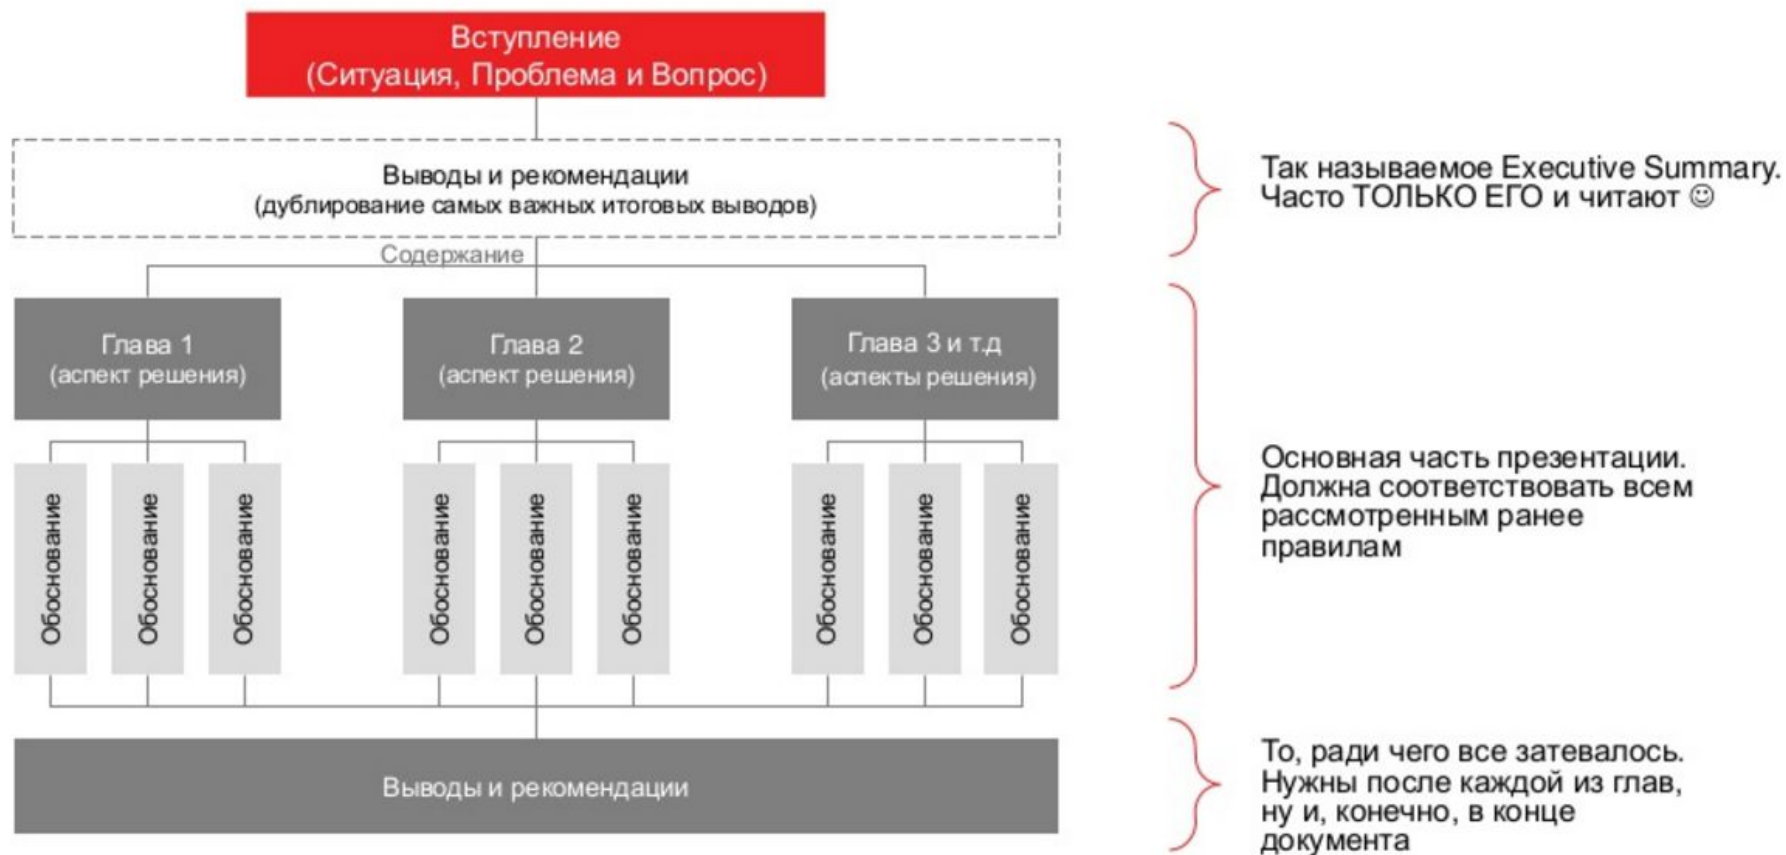 Вступление
(Ситуация, Проблема и Вопрос)
Выводы и рекомендации
(дублирование самых важных итоговых выводов)
Так называемое Executive Summary.
Часто ТОЛЬКО ЕГО и читают ☺
Содержание
Глава 1
(аспект решения)
Глава 2
(аспект решения)
Глава 3 и т.д
(аспекты решения)
Обоснование
Обоснование
Обоснование
Обоснование
Обоснование
Обоснование
Обоснование
Обоснование
Обоснование
Основная часть презентации.
Должна соответствовать всем
рассмотренным ранее
правилам
Выводы и рекомендации
То, ради чего все затевалось.
Нужны после каждой из глав,
ну и, конечно, в конце
документа